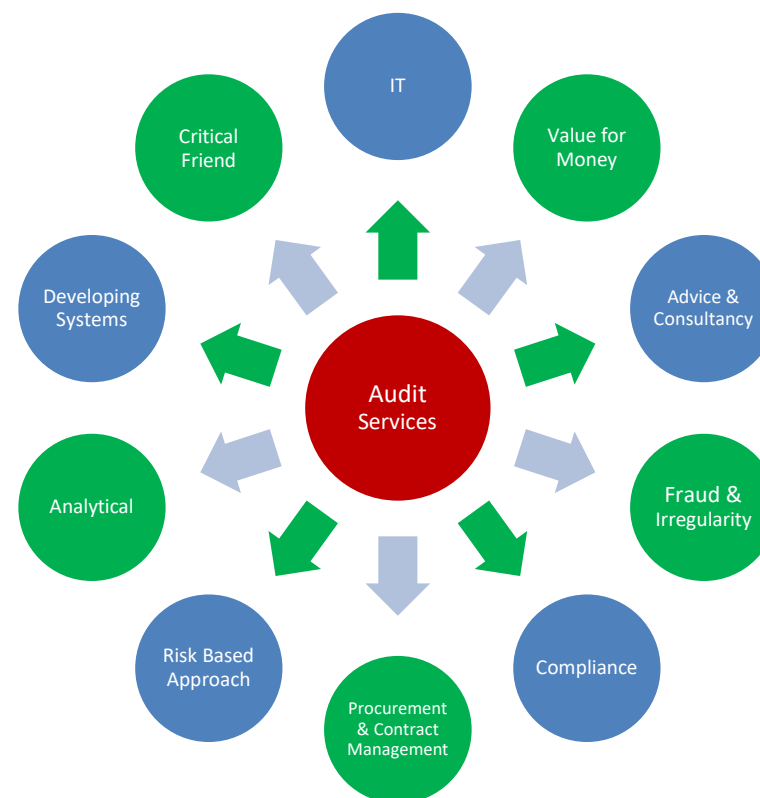 IT
Value for
Money
Advice &
Consultancy
Fraud &
Irregularity
Compliance
Procurement
& Contract
Management
Risk Based
Approach
Analytical
Developing
Systems
Critical
Friend
Audit
Services